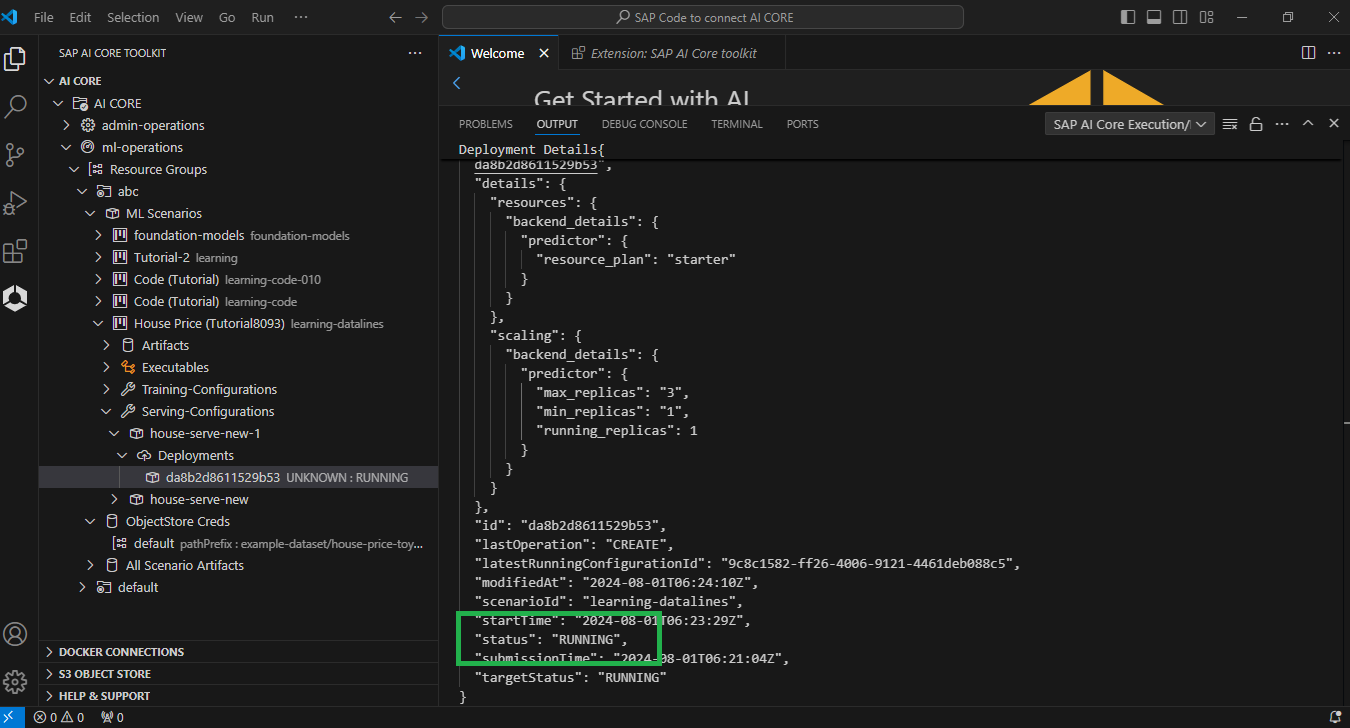 File Edit Selection View Go Run ··· SAP Code to connect AI CORE
SAP AI CORE TOOLKIT ···
AI CORE
AI CORE
admin-operations
ml-operations
Resource Groups
abc
ML Scenarios
foundation-models foundation-models
Tutorial-2 learning
Code (Tutorial) learning-code-010
Code (Tutorial) learning-code
House Price (Tutorial8093) learning-datalines
Artifacts
Executables
Training-Configurations
Serving-Configurations
house-serve-new-1
Deployments
da8b2d8611529b53 UNKNOWN : RUNNING
house-serve-new
ObjectStore Creds
default pathPrefix : example-dataset/house-price-toy...
All Scenario Artifacts
default
DOCKER CONNECTIONS
S3 OBJECT STORE
HELP & SUPPORT
0 0 0
Welcome Extension: SAP AI Core toolkit
Get Started with AI
PROBLEMS OUTPUT DEBUG CONSOLE TERMINAL PORTS SAP AI Core Execution/
Deployment Details{
da8b2d8611529b53",
"details": {
"resources": {
"backend_details": {
"predictor": {
"resource_plan": "starter"
}
}
},
"scaling": {
"backend_details": {
"predictor": {
"max_replicas": "3",
"min_replicas": "1",
"running_replicas": 1
}
}
}
},
"id": "da8b2d8611529b53",
"lastOperation": "CREATE",
"latestRunningConfigurationId": "9c8c1582-ff26-4006-9121-4461deb088c5",
"modifiedAt": "2024-08-01T06:24:10Z",
"scenarioId": "learning-datalines",
"startTime": "2024-08-01T06:23:29Z",
"status": "RUNNING",
"submissionTime": "2024-08-01T06:21:04Z",
"targetStatus": "RUNNING"
}